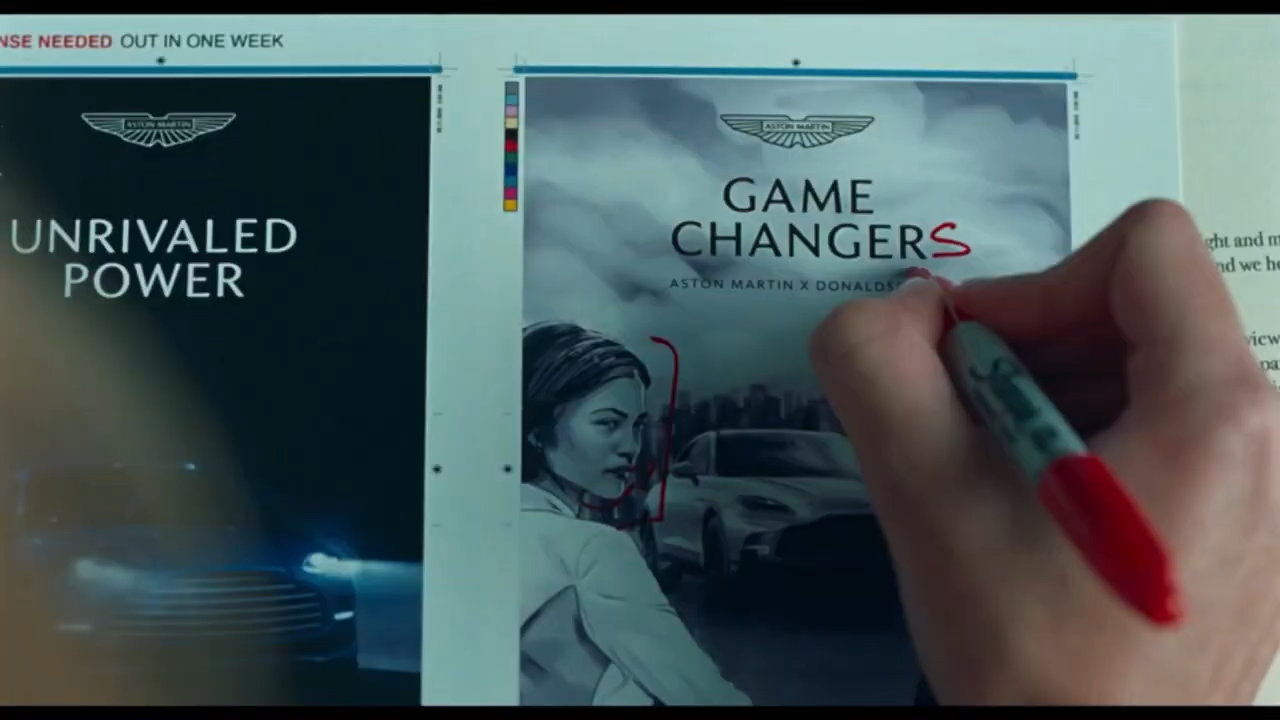 NSE NEEDED OUT IN ONE WEEK
ASTON MARTIN
UNRIVALED
POWER
ASTON MARTIN
GAME
CHANGERS
ASTON MARTIN X DONALDS
ght and m
nd we he
view
pa